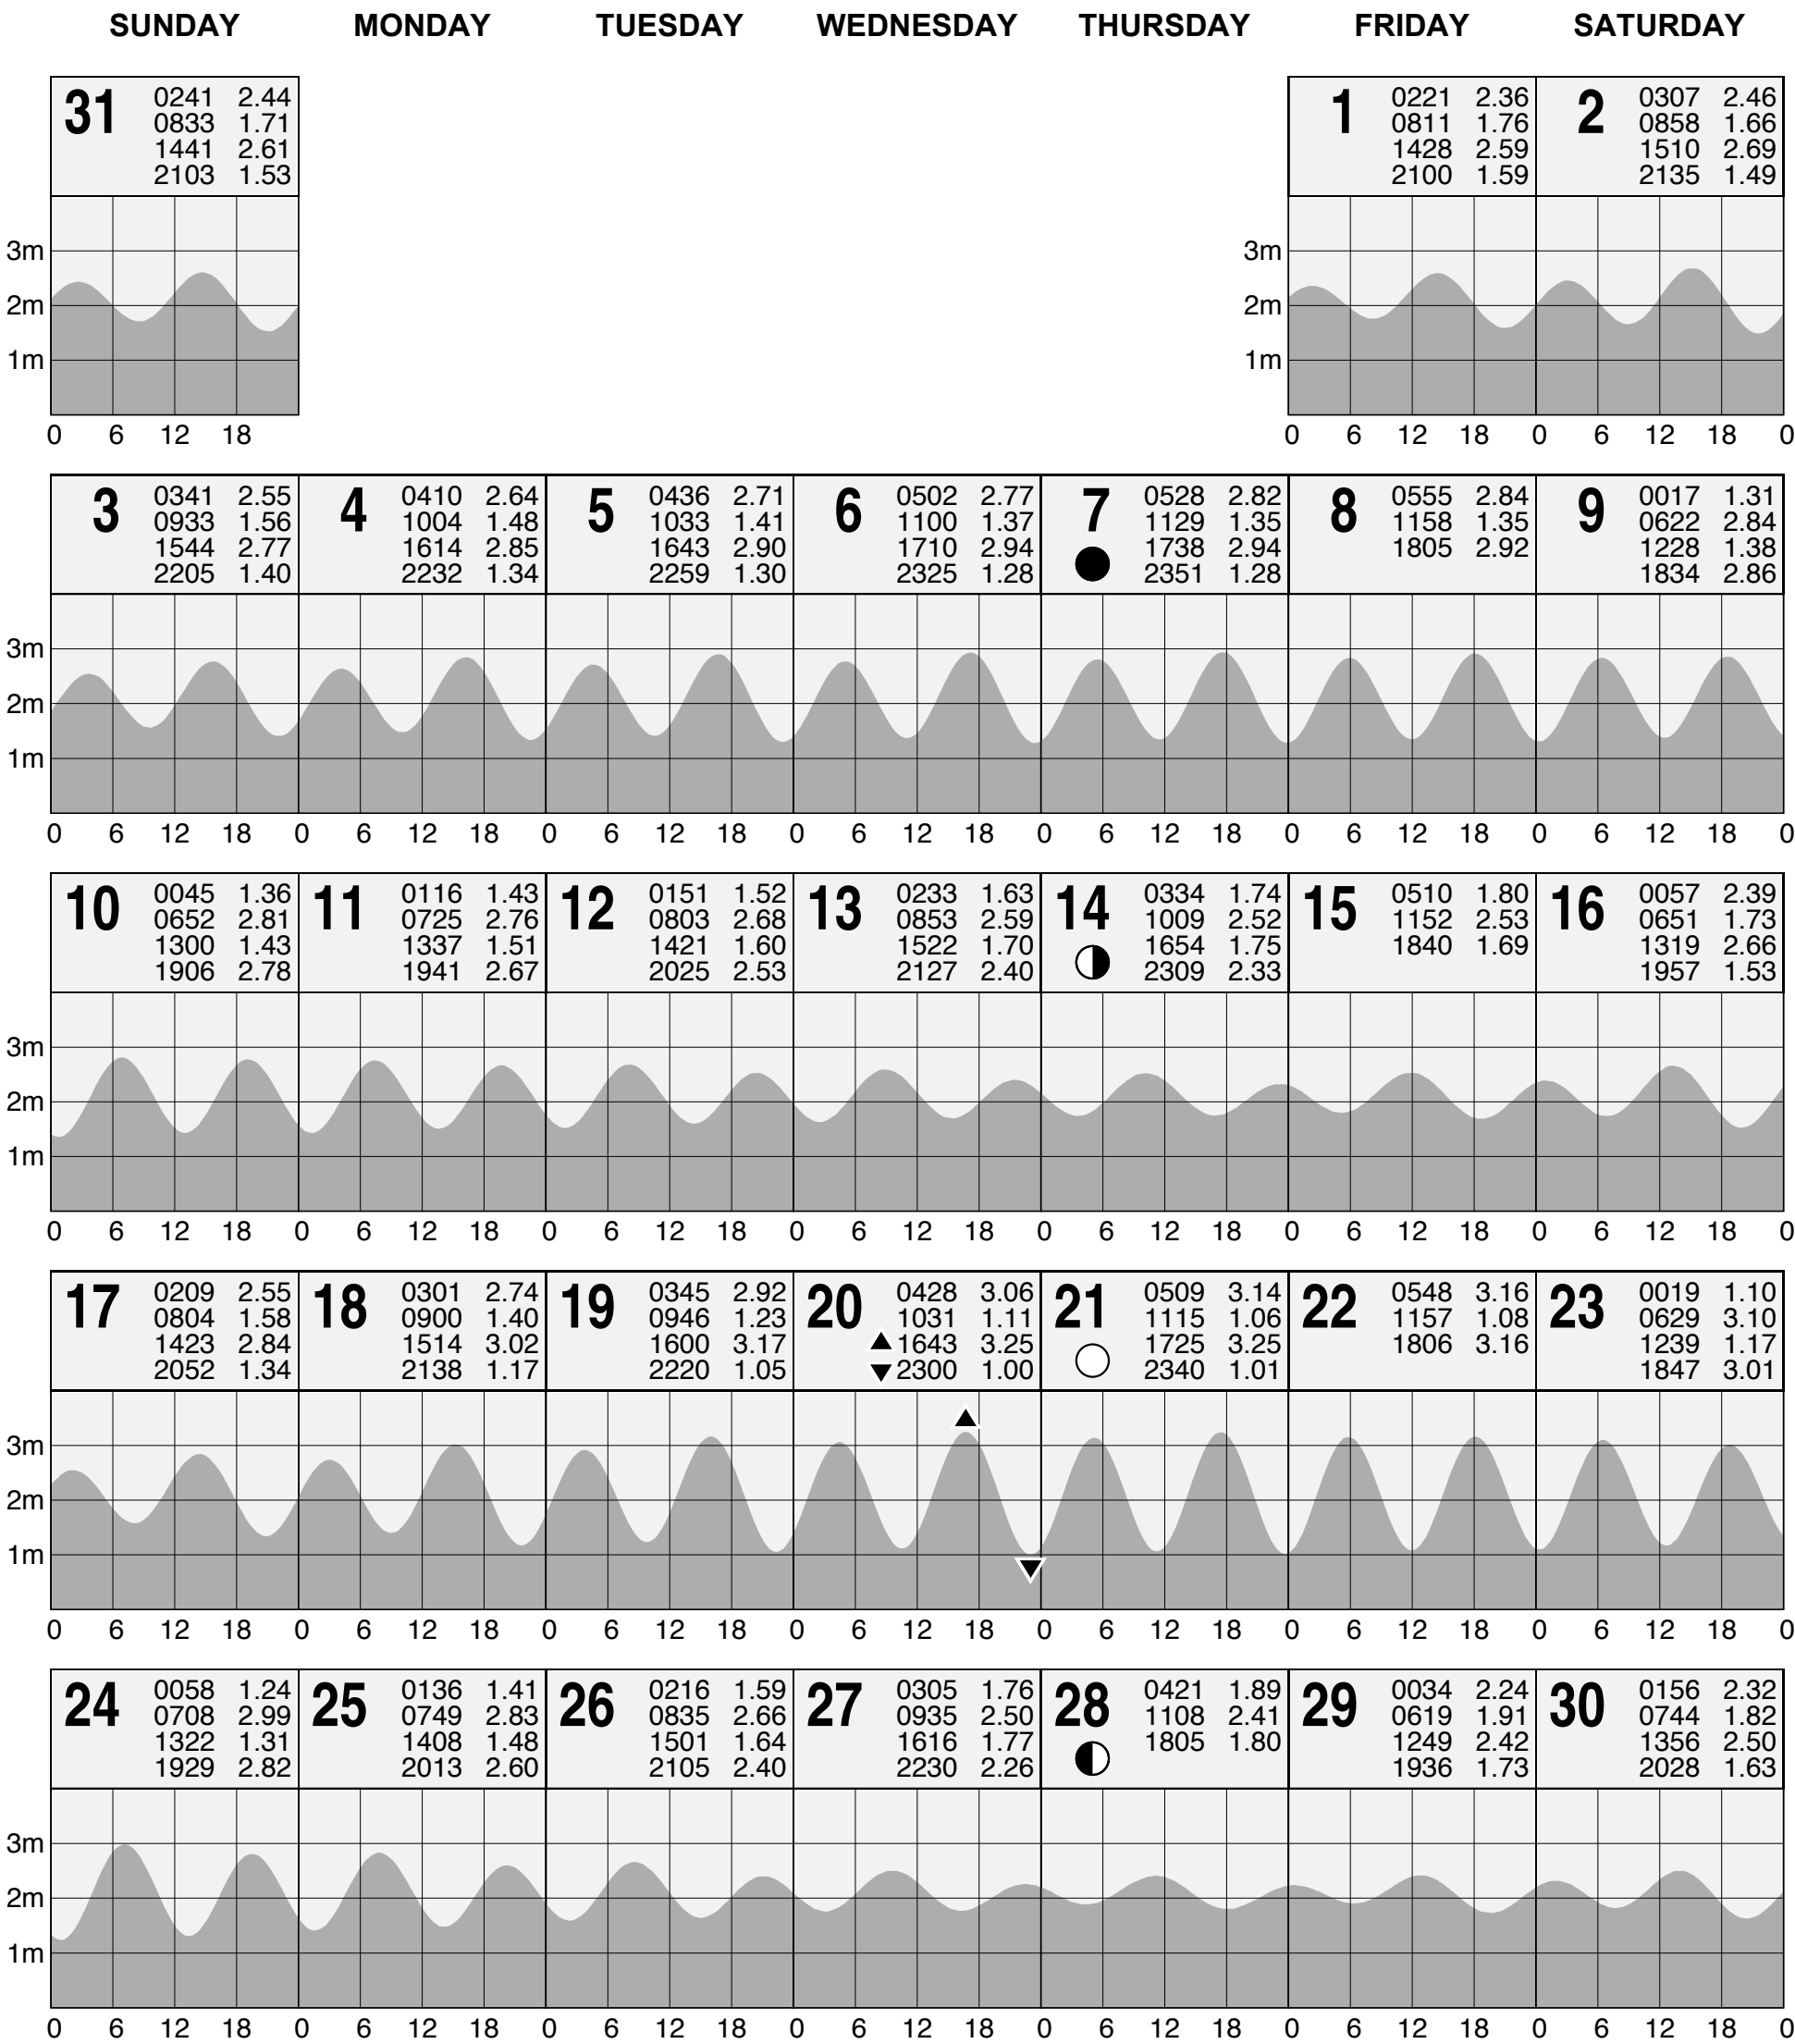 SUNDAY MONDAY TUESDAY WEDNESDAY THURSDAY FRIDAY SATURDAY
31 0241 2.44
0833 1.71
1441 2.61
2103 1.53
1 0221 2.36
0811 1.76
1428 2.59
2100 1.59
2 0307 2.46
0858 1.66
1510 2.69
2135 1.49
3m 3m
2m 2m
1m 1m
0 6 12 18 0 6 12 18 0 6 12 18 0
3 0341 2.55
0933 1.56
1544 2.77
2205 1.40
4 0410 2.64
1004 1.48
1614 2.85
2232 1.34
5 0436 2.71
1033 1.41
1643 2.90
2259 1.30
6 0502 2.77
1100 1.37
1710 2.94
2325 1.28
7 0528 2.82
1129 1.35
1738 2.94
2351 1.28
8 0555 2.84
1158 1.35
1805 2.92
9 0017 1.31
0622 2.84
1228 1.38
1834 2.86
3m
2m
1m
0 6 12 18 0 6 12 18 0 6 12 18 0 6 12 18 0 6 12 18 0 6 12 18 0 6 12 18 0
10 0045 1.36
0652 2.81
1300 1.43
1906 2.78
11 0116 1.43
0725 2.76
1337 1.51
1941 2.67
12 0151 1.52
0803 2.68
1421 1.60
2025 2.53
13 0233 1.63
0853 2.59
1522 1.70
2127 2.40
14 0334 1.74
1009 2.52
1654 1.75
2309 2.33
15 0510 1.80
1152 2.53
1840 1.69
16 0057 2.39
0651 1.73
1319 2.66
1957 1.53
3m
2m
1m
0 6 12 18 0 6 12 18 0 6 12 18 0 6 12 18 0 6 12 18 0 6 12 18 0 6 12 18 0
17 0209 2.55
0804 1.58
1423 2.84
2052 1.34
18 0301 2.74
0900 1.40
1514 3.02
2138 1.17
19 0345 2.92
0946 1.23
1600 3.17
2220 1.05
20 0428 3.06
1031 1.11
1643 3.25
2300 1.00
21 0509 3.14
1115 1.06
1725 3.25
2340 1.01
22 0548 3.16
1157 1.08
1806 3.16
23 0019 1.10
0629 3.10
1239 1.17
1847 3.01
3m
2m
1m
0 6 12 18 0 6 12 18 0 6 12 18 0 6 12 18 0 6 12 18 0 6 12 18 0 6 12 18 0
24 0058 1.24
0708 2.99
1322 1.31
1929 2.82
25 0136 1.41
0749 2.83
1408 1.48
2013 2.60
26 0216 1.59
0835 2.66
1501 1.64
2105 2.40
27 0305 1.76
0935 2.50
1616 1.77
2230 2.26
28 0421 1.89
1108 2.41
1805 1.80
29 0034 2.24
0619 1.91
1249 2.42
1936 1.73
30 0156 2.32
0744 1.82
1356 2.50
2028 1.63
3m
2m
1m
0 6 12 18 0 6 12 18 0 6 12 18 0 6 12 18 0 6 12 18 0 6 12 18 0 6 12 18 0